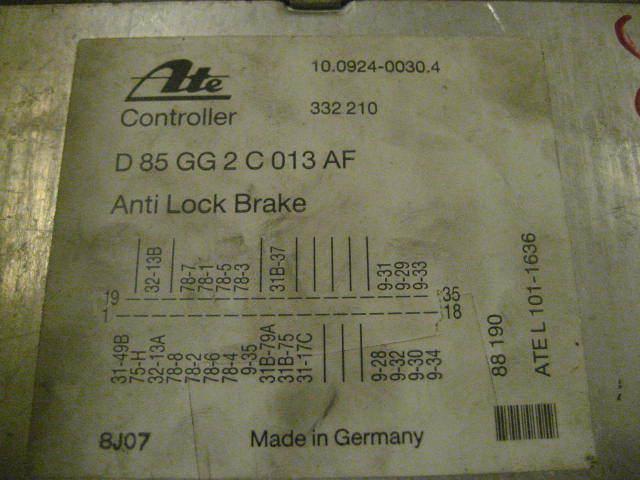 Ate
10.0924-0030.4
Controller
332 210
D 85 GG 2 C 013 AF
Anti Lock Brake
32-13B 78-7 78-1 78-5 78-3 31B-37 9-31 9-29 9-33
19 35
1 18
31-49B 75-H 32-13A 78-8 78-2 78-6 78-4 9-35 31B-79A 31B-75 31-17C 9-28 9-32 9-30 9-34
88 190
ATE L 101-1636
8J07
Made in Germany